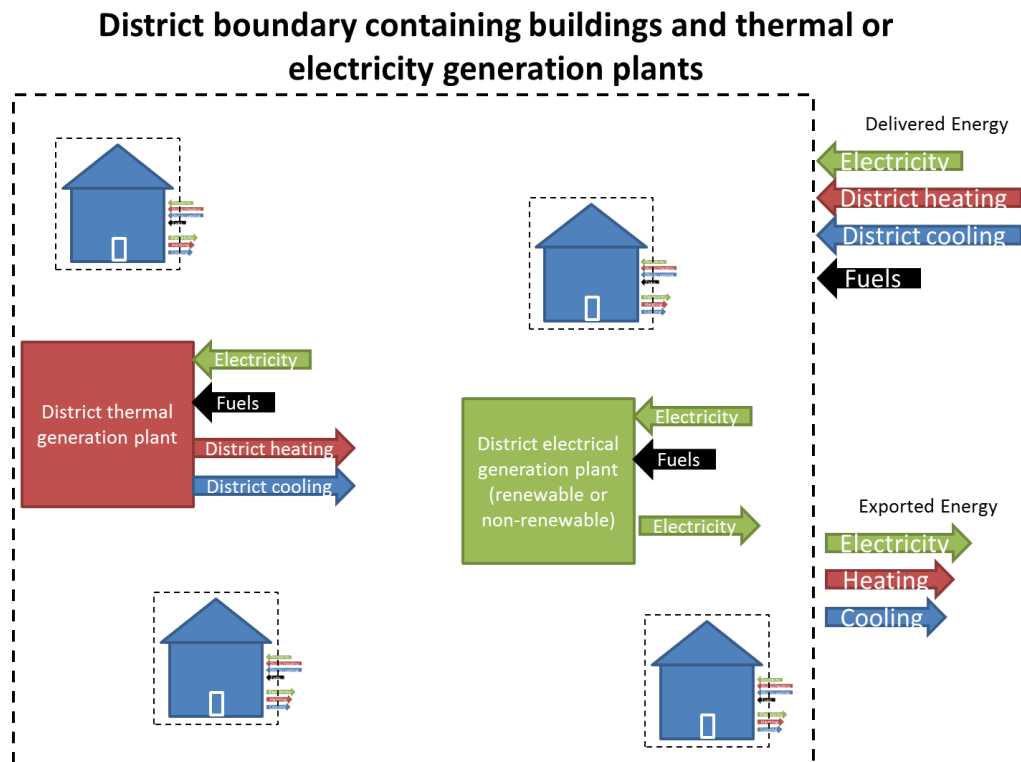 District boundary containing buildings and thermal or
electricity generation plants
Delivered Energy
Electricity
District heating
District cooling
Fuels
District thermal
generation plant
Electricity
Fuels
District heating
District cooling
District electrical
generation plant
(renewable or
non-renewable)
Electricity
Fuels
Electricity
Exported Energy
Electricity
Heating
Cooling